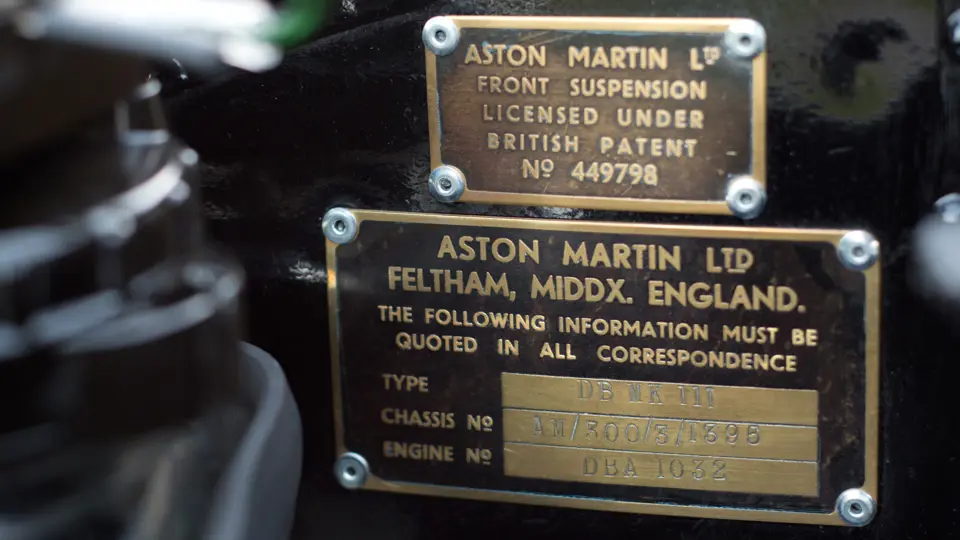 ASTON MARTIN LTD
FRONT SUSPENSION
LICENSED UNDER
BRITISH PATENT
Nº 449798
ASTON MARTIN LTD
FELTHAM, MIDDX. ENGLAND.
THE FOLLOWING INFORMATION MUST BE
QUOTED IN ALL CORRESPONDENCE
TYPE DB MK III
CHASSIS Nº AM/300/3/1395
ENGINE Nº DBA 1032